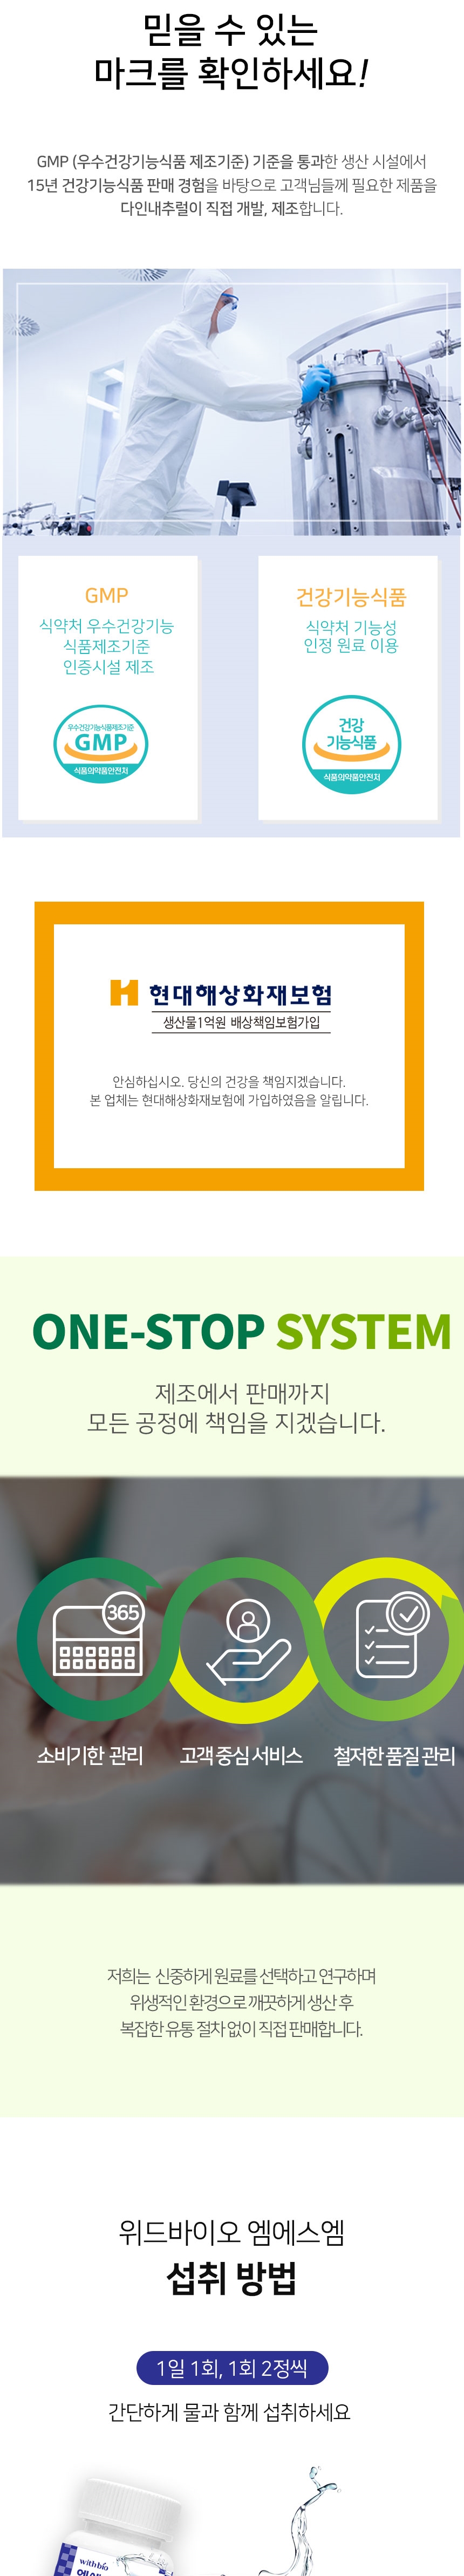 믿을 수 있는
마크를 확인하세요!
GMP (우수건강기능식품 제조기준) 기준을 통과한 생산 시설에서
15년 건강기능식품 판매 경험을 바탕으로 고객님들께 필요한 제품을
다인내추럴이 직접 개발, 제조합니다.
GMP
식약처 우수건강기능
식품제조기준
인증시설 제조
우수건강기능식품제조기준
GMP
식품의약품안전처
건강기능식품
식약처 기능성
인정 원료 이용
건강
기능식품
식품의약품안전처
현대해상화재보험
생산물1억원 배상책임보험가입
안심하십시오. 당신의 건강을 책임지겠습니다.
본 업체는 현대해상화재보험에 가입하였음을 알립니다.
ONE-STOP SYSTEM
제조에서 판매까지
모든 공정에 책임을 지겠습니다.
365
소비기한 관리
고객 중심 서비스
철저한 품질 관리
저희는 신중하게 원료를 선택하고 연구하며
위생적인 환경으로 깨끗하게 생산 후
복잡한 유통 절차 없이 직접 판매합니다.
위드바이오 엠에스엠
섭취 방법
1일 1회, 1회 2정씩
간단하게 물과 함께 섭취하세요
withbio